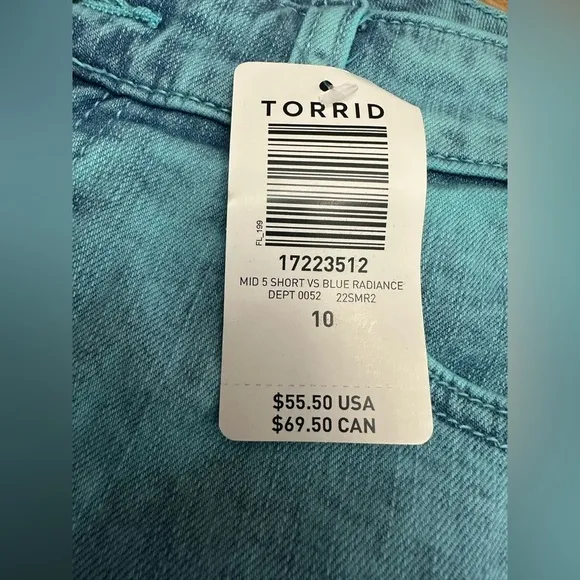 TORRID
FL_199
17223512
MID 5 SHORT VS BLUE RADIANCE
DEPT 0052 22SMR2
10
$55.50 USA
$69.50 CAN